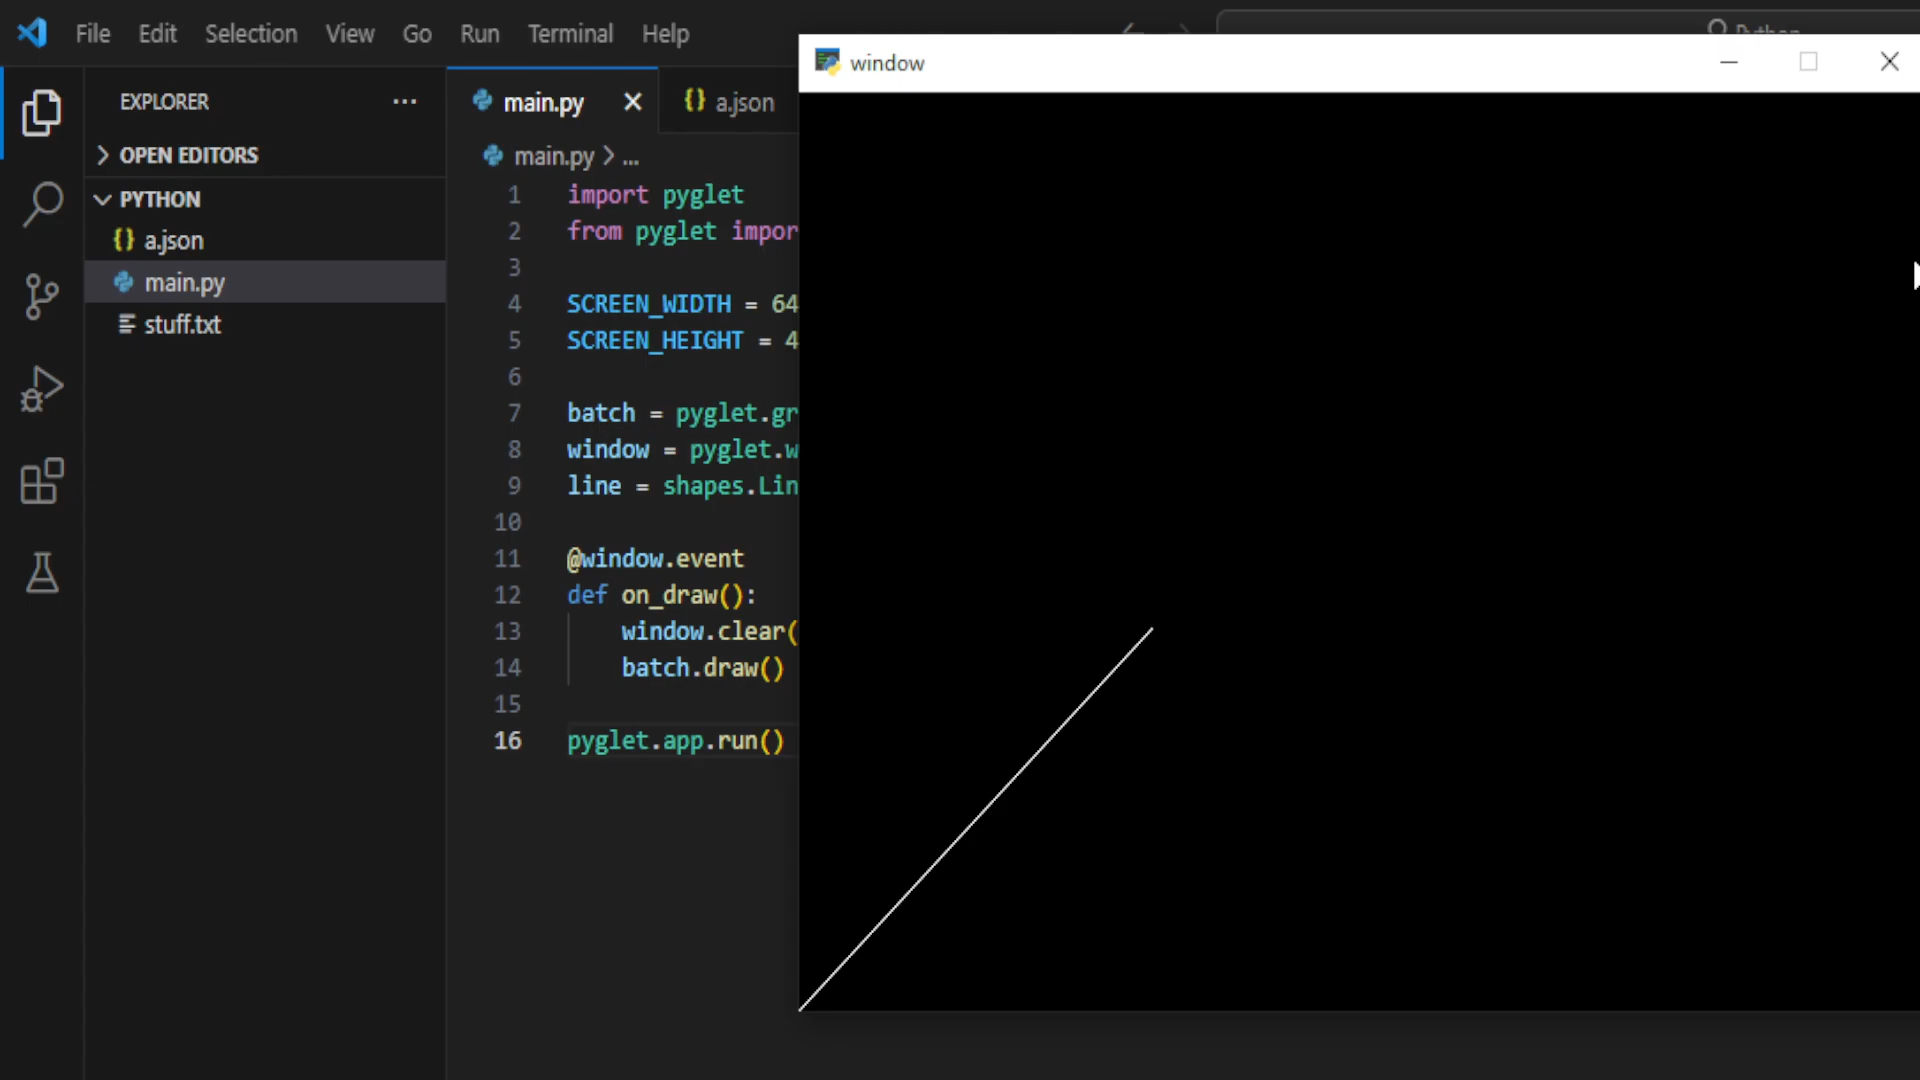 File Edit Selection View Go Run Terminal Help
Python
window
EXPLORER
main.py
a.json
OPEN EDITORS
main.py > ...
PYTHON
a.json
main.py
stuff.txt
1 import pyglet
2 from pyglet impor
3
4 SCREEN_WIDTH = 64
5 SCREEN_HEIGHT = 4
6
7 batch = pyglet.gr
8 window = pyglet.w
9 line = shapes.Lin
10
11 @window.event
12 def on_draw():
13 window.clear(
14 batch.draw()
15
16 pyglet.app.run()